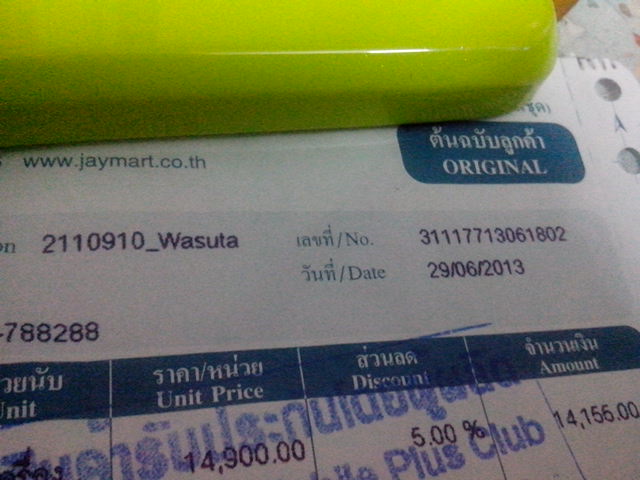 www.jaymart.co.th
ต้นฉบับลูกค้า
ORIGINAL
2110910_Wasuta
เลขที่/No. 31117713061802
วันที่/Date 29/06/2013
-788288
ราคา/หน่วย ส่วนลด จำนวนเงิน
Unit Unit Price Discount Amount
14,900.00 5.00 % 14,155.00
Plus Club